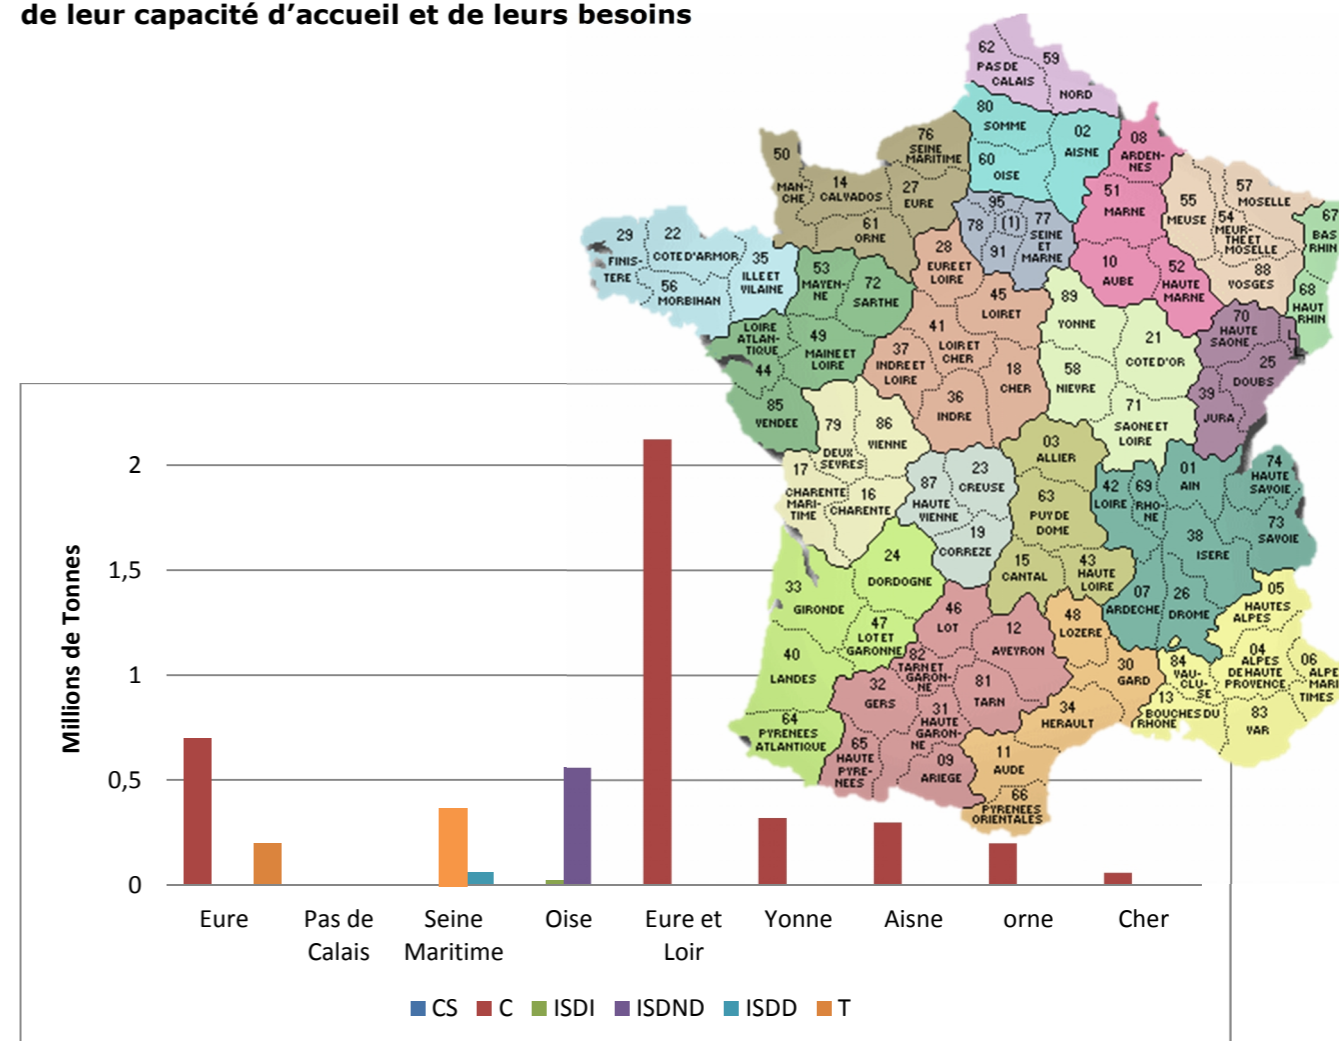 de leur capacité d'accueil et de leurs besoins
62
PAS DE
CALAIS
59
NORD
80
SOMME
02
AISNE
60
OISE
76
SEINE
MARITIME
27
EURE
14
CALVADOS
50
MAN-
CHE
61
ORNE
08
ARDEN-
NES
51
MARNE
10
AUBE
52
HAUTE
MARNE
55
MEUSE
57
MOSELLE
54
MEUR-
THE ET
MOSELLE
88
VOSGES
67
BAS
RHIN
68
HAUT
RHIN
95
78
(1)
91
77
SEINE
ET
MARNE
29
FINIS-
TERE
22
COTE D'ARMOR
56
MORBIHAN
35
ILLE ET
VILAINE
53
MAYEN-
NE
72
SARTHE
LOIRE
ATLAN-
TIQUE
44
49
MAINE ET
LOIRE
85
VENDEE
28
EURE ET
LOIRE
45
LOIRET
41
LOIR ET
CHER
37
INDRE ET
LOIRE
18
CHER
36
INDRE
89
YONNE
21
COTE D'OR
58
NIEVRE
71
SAONE ET
LOIRE
70
HAUTE
SAONE
25
DOUBS
39
JURA
79
DEUX
SEVRES
86
VIENNE
17
CHARENTE
MARI-
TIME
16
CHARENTE
87
HAUTE
VIENNE
23
CREUSE
19
CORREZE
03
ALLIER
63
PUY DE
DOME
15
CANTAL
43
HAUTE
LOIRE
42
LOIRE
69
RHO-
NE
01
AIN
74
HAUTE
SAVOIE
73
SAVOIE
38
ISERE
07
ARDECHE
26
DROME
24
DORDOGNE
33
GIRONDE
47
LOT ET
GARONNE
40
LANDES
64
PYRENEES
ATLANTIQUE
46
LOT
12
AVEYRON
82
TARN ET
GARON-
NE
81
TARN
32
GERS
31
HAUTE
GARON-
NE
65
HAUTE
PYRE-
NEES
09
ARIEGE
48
LOZERE
30
GARD
34
HERAULT
11
AUDE
66
PYRENEES
ORIENTALES
05
HAUTES
ALPES
04
ALPES
DE HAUTE
PROVENCE
06
ALPE
MARI
TIMES
84
VAU-
CLU-
SE
13
BOUCHES DU
RHONE
83
VAR
Millions de Tonnes
2
1,5
1
0,5
0
Eure
Pas de
Calais
Seine
Maritime
Oise
Eure et
Loir
Yonne
Aisne
orne
Cher
CS C ISDI ISDND ISDD T